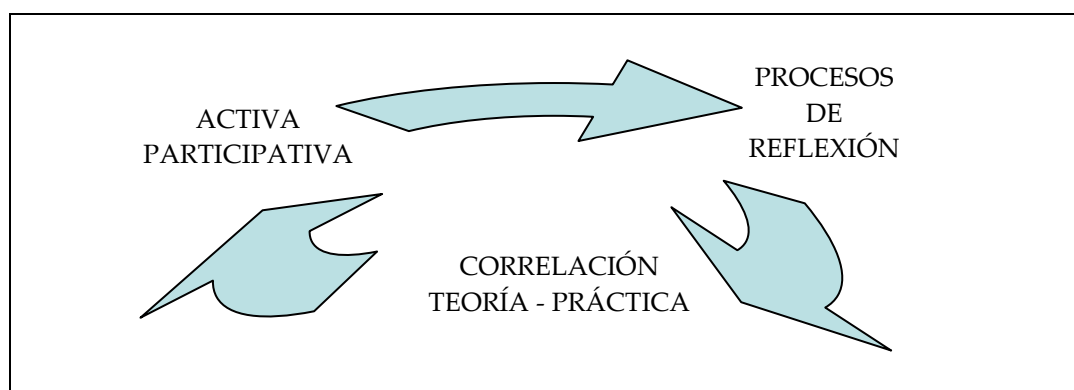 ACTIVA
PARTICIPATIVA
PROCESOS
DE
REFLEXIÓN
CORRELACIÓN
TEORÍA - PRÁCTICA